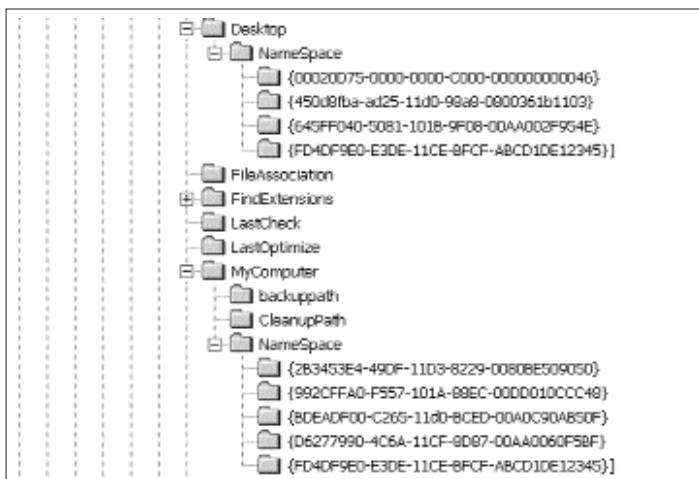 Desktop
NameSpace
{00020D75-0000-0000-C000-000000000046}
{450d8fba-ad25-11d0-98a8-0800361b1103}
{645FF040-5081-101B-9F08-00AA002F954E}
{FD4DF9E0-E3DE-11CE-BFCF-ABCD1DE12345}]
FileAssociation
FindExtensions
LastCheck
LastOptimize
MyComputer
backuppath
CleanupPath
NameSpace
{2B3453E4-49DF-11D3-8229-0080BE509050}
{992CFFA0-F557-101A-88EC-00DD010CCC48}
{BDEADF00-C265-11d0-BCED-00A0C90AB50F}
{D6277990-4C6A-11CF-8D87-00AA0060F5BF}
{FD4DF9E0-E3DE-11CE-BFCF-ABCD1DE12345}]